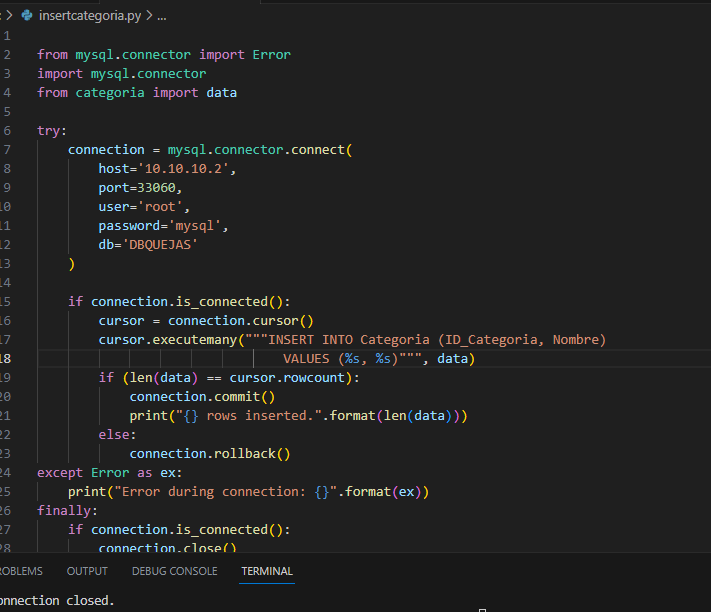 insertcategoria.py > ...
1
2 from mysql.connector import Error
3 import mysql.connector
4 from categoria import data
5
6 try:
7     connection = mysql.connector.connect(
8         host='10.10.10.2',
9         port=33060,
10         user='root',
11         password='mysql',
12         db='DBQUEJAS'
13     )
14
15     if connection.is_connected():
16         cursor = connection.cursor()
17         cursor.executemany("""INSERT INTO Categoria (ID_Categoria, Nombre)
18                                 VALUES (%s, %s)""", data)
19         if (len(data) == cursor.rowcount):
20             connection.commit()
21             print("{} rows inserted.".format(len(data)))
22         else:
23             connection.rollback()
24 except Error as ex:
25     print("Error during connection: {}".format(ex))
26 finally:
27     if connection.is_connected():
28         connection.close()
ROBLEMS OUTPUT DEBUG CONSOLE TERMINAL
onnection closed.